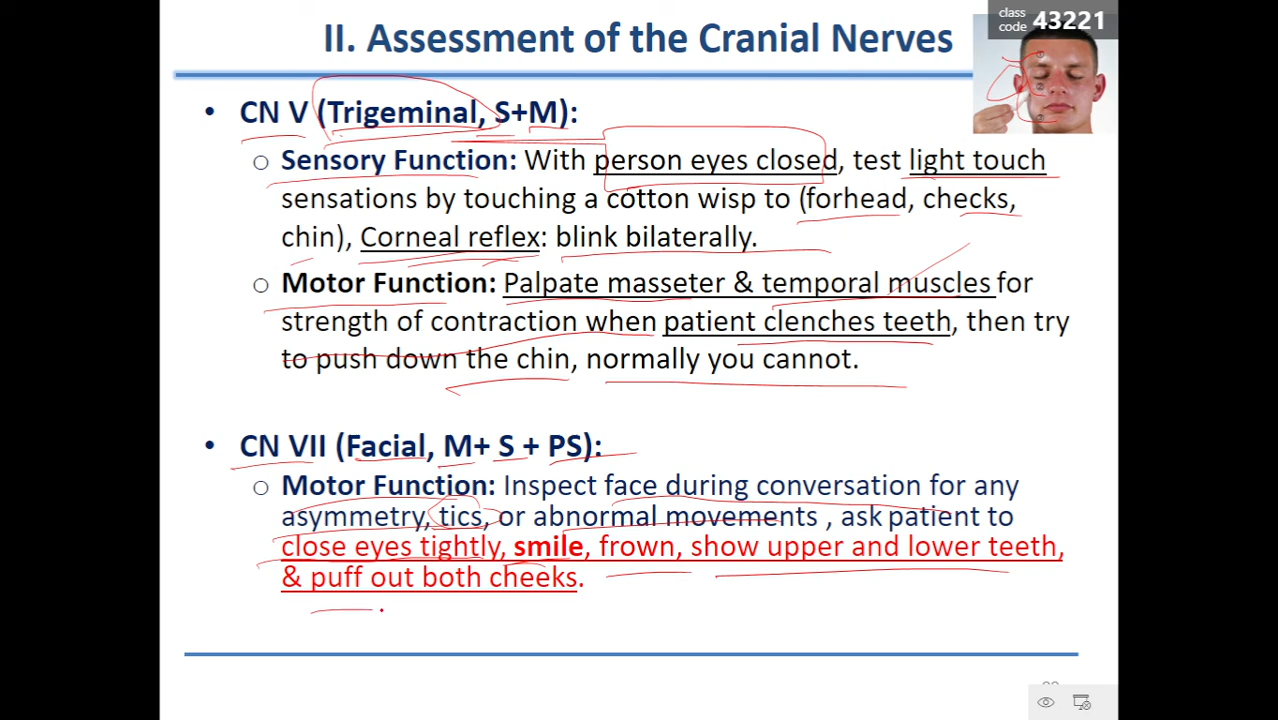 class
code 43221
II. Assessment of the Cranial Nerves
• CN V (Trigeminal, S+M):
o Sensory Function: With person eyes closed, test light touch
sensations by touching a cotton wisp to (forhead, checks,
chin), Corneal reflex: blink bilaterally.
o Motor Function: Palpate masseter & temporal muscles for
strength of contraction when patient clenches teeth, then try
to push down the chin, normally you cannot.
• CN VII (Facial, M+ S + PS):
o Motor Function: Inspect face during conversation for any
asymmetry, tics, or abnormal movements , ask patient to
close eyes tightly, smile, frown, show upper and lower teeth,
& puff out both cheeks.